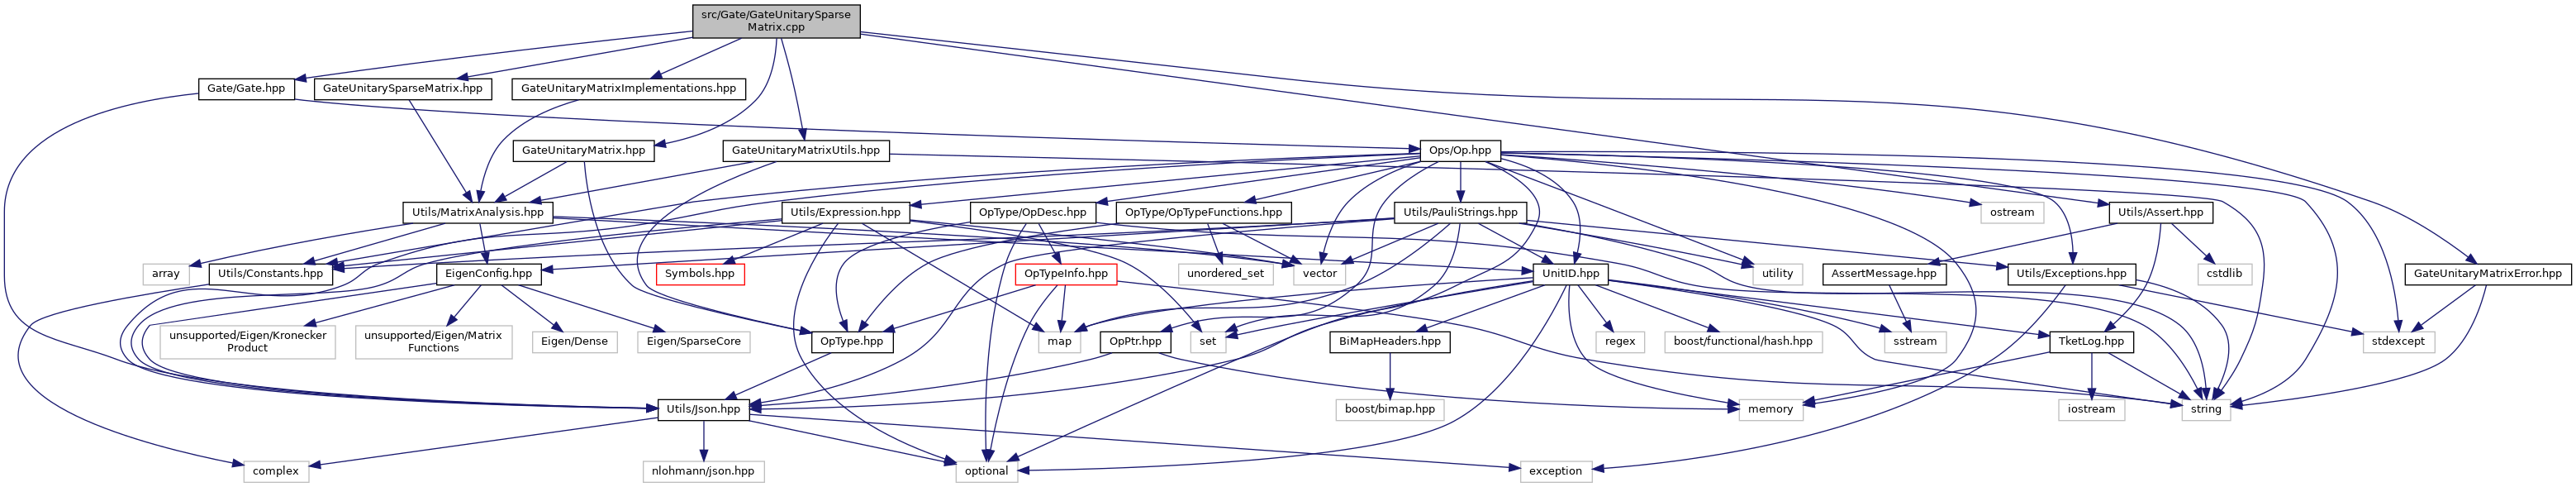 src/Gate/GateUnitarySparse
Matrix.cpp
Gate/Gate.hpp
GateUnitarySparseMatrix.hpp
GateUnitaryMatrixImplementations.hpp
GateUnitaryMatrix.hpp
GateUnitaryMatrixUtils.hpp
Ops/Op.hpp
Utils/MatrixAnalysis.hpp
Utils/Expression.hpp
OpType/OpDesc.hpp
OpType/OpTypeFunctions.hpp
Utils/PauliStrings.hpp
ostream
Utils/Assert.hpp
array
Utils/Constants.hpp
EigenConfig.hpp
Symbols.hpp
OpTypeInfo.hpp
unordered_set
vector
UnitID.hpp
utility
AssertMessage.hpp
Utils/Exceptions.hpp
cstdlib
GateUnitaryMatrixError.hpp
unsupported/Eigen/Kronecker
Product
unsupported/Eigen/Matrix
Functions
Eigen/Dense
Eigen/SparseCore
OpType.hpp
map
OpPtr.hpp
set
BiMapHeaders.hpp
regex
boost/functional/hash.hpp
sstream
TketLog.hpp
stdexcept
Utils/Json.hpp
boost/bimap.hpp
memory
iostream
string
complex
nlohmann/json.hpp
optional
exception